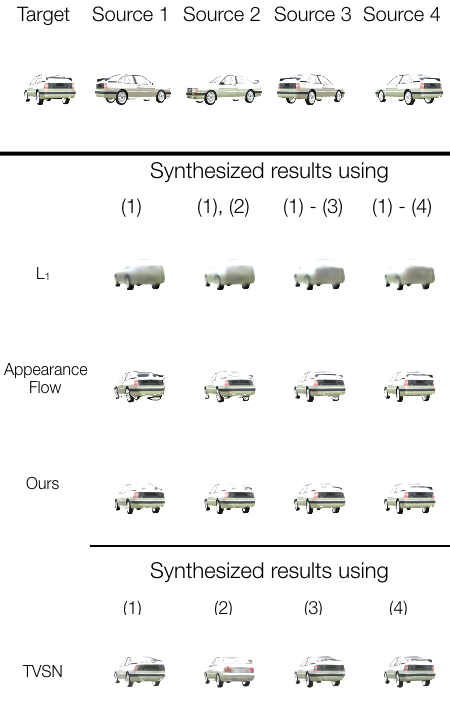 Target Source 1 Source 2 Source 3 Source 4
Synthesized results using
(1) (1), (2) (1) - (3) (1) - (4)
L₁
Appearance
Flow
Ours
Synthesized results using
(1) (2) (3) (4)
TVSN